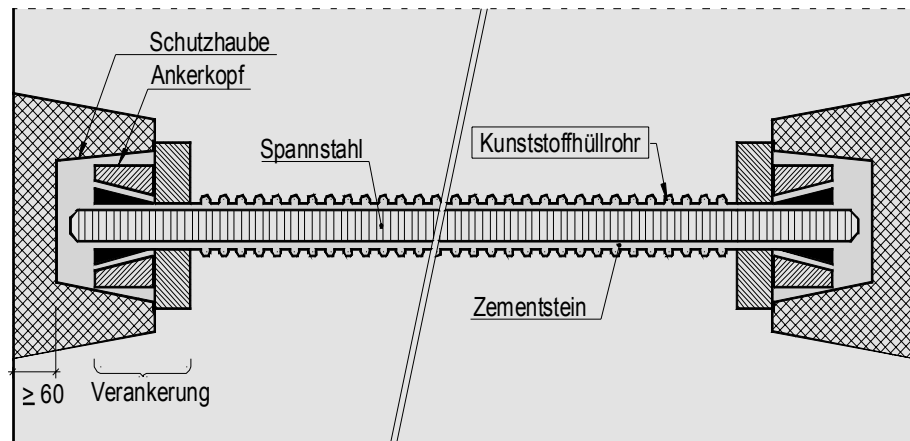 Schutzhaube
Ankerkopf
Spannstahl
Kunststoffhüllrohr
Zementstein
≥ 60
Verankerung